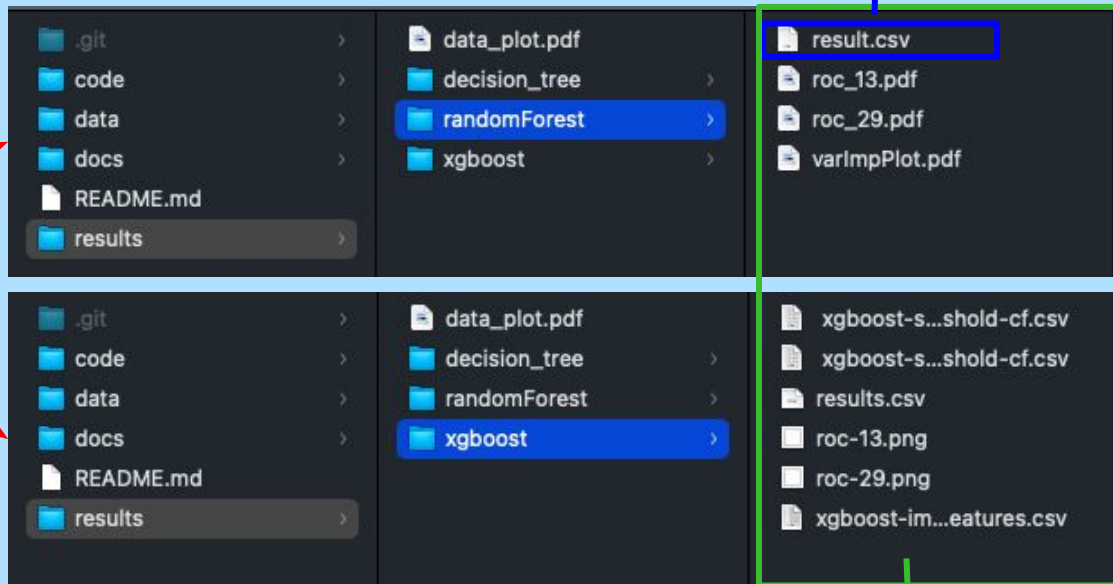 .git
code
data
docs
README.md
results
data_plot.pdf
decision_tree
randomForest
xgboost
result.csv
roc_13.pdf
roc_29.pdf
varImpPlot.pdf
.git
code
data
docs
README.md
results
data_plot.pdf
decision_tree
randomForest
xgboost
xgboost-s...shold-cf.csv
xgboost-s...shold-cf.csv
results.csv
roc-13.png
roc-29.png
xgboost-im...eatures.csv